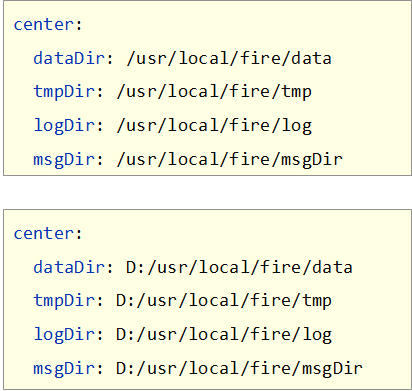 center:
  dataDir: /usr/local/fire/data
  tmpDir: /usr/local/fire/tmp
  logDir: /usr/local/fire/log
  msgDir: /usr/local/fire/msgDir
center:
  dataDir: D:/usr/local/fire/data
  tmpDir: D:/usr/local/fire/tmp
  logDir: D:/usr/local/fire/log
  msgDir: D:/usr/local/fire/msgDir